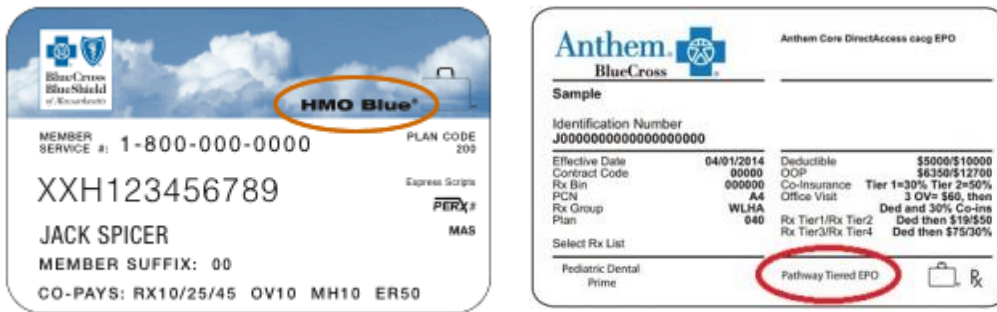 BlueCross
BlueShield
of Massachusetts
HMO Blue®
MEMBER
SERVICE #: 1-800-000-0000
PLAN CODE
200
XXH123456789
Express Scripts
PERX#
JACK SPICER
MAS
MEMBER SUFFIX: 00
CO-PAYS: RX10/25/45 OV10 MH10 ER50
Anthem.
BlueCross
Anthem Core DirectAccess cacg EPO
Sample
Identification Number
J0000000000000000000
Effective Date 04/01/2014
Contract Code 00000
Rx Bin 000000
PCN A4
Rx Group WLHA
Plan 040
Select Rx List
Deductible $5000/$10000
OOP $6350/$12700
Co-Insurance Tier 1=30% Tier 2=50%
Office Visit 3 OV= $60, then
Ded and 30% Co-ins
Rx Tier1/Rx Tier2 Ded then $19/$50
Rx Tier3/Rx Tier4 Ded then $75/30%
Pediatric Dental
Prime
Pathway Tiered EPO
Rx